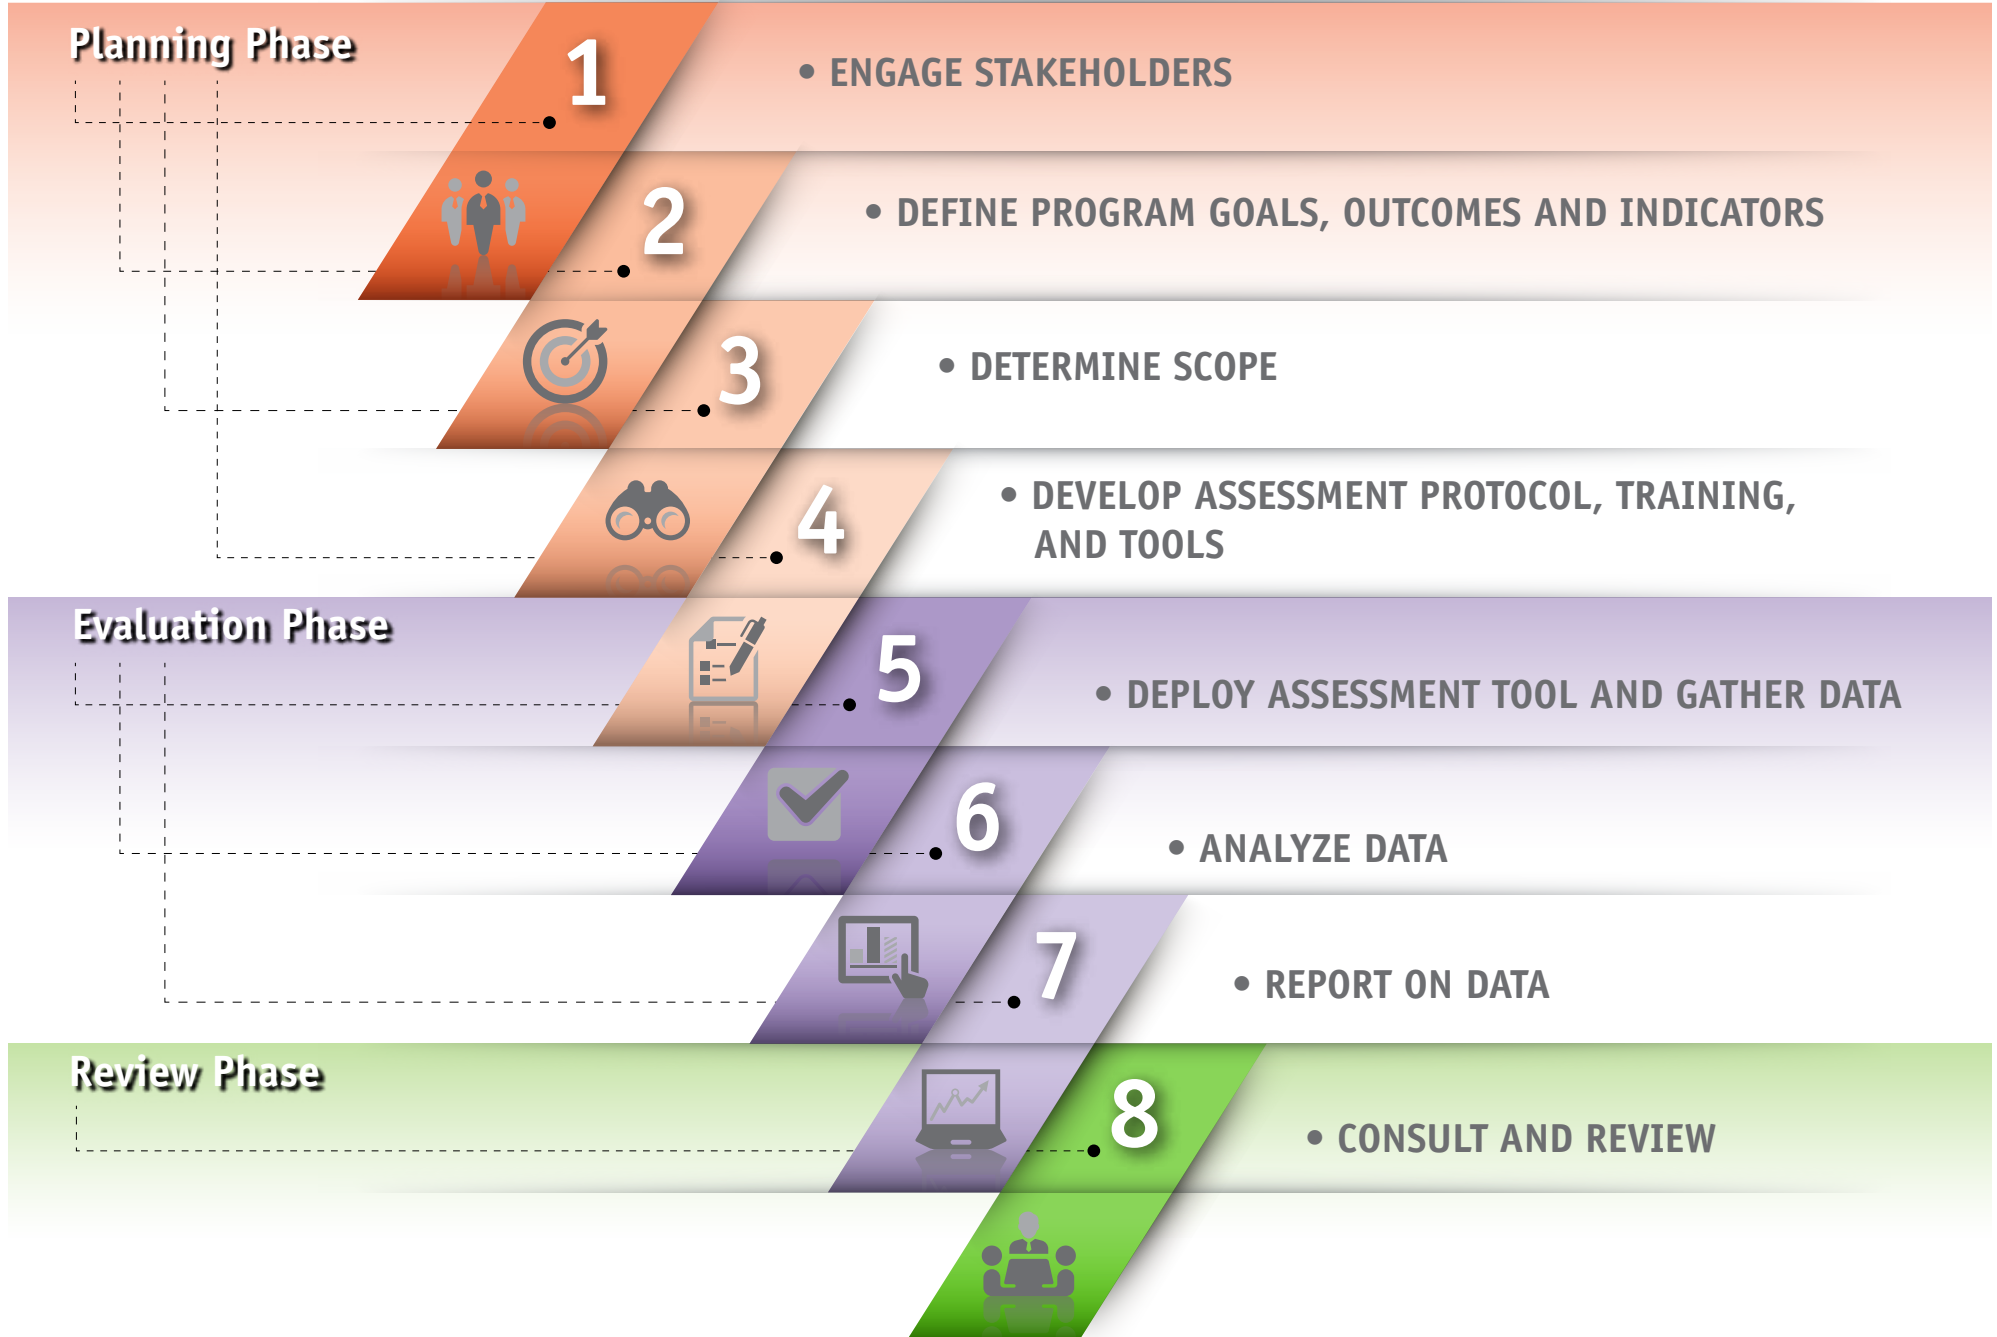 Planning Phase
1
• ENGAGE STAKEHOLDERS
2
• DEFINE PROGRAM GOALS, OUTCOMES AND INDICATORS
3
• DETERMINE SCOPE
4
• DEVELOP ASSESSMENT PROTOCOL, TRAINING,
AND TOOLS
Evaluation Phase
5
• DEPLOY ASSESSMENT TOOL AND GATHER DATA
6
• ANALYZE DATA
7
• REPORT ON DATA
Review Phase
8
• CONSULT AND REVIEW